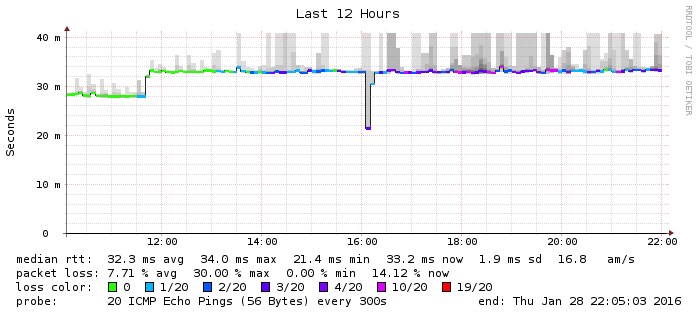 Last 12 Hours
RRDTOOL / TOBI OETIKER
Seconds
40 m
30 m
20 m
10 m
0
12:00 14:00 16:00 18:00 20:00 22:00
median rtt: 32.3 ms avg 34.0 ms max 21.4 ms min 33.2 ms now 1.9 ms sd 16.8 am/s
packet loss: 7.71 % avg 30.00 % max 0.00 % min 14.12 % now
loss color: 0 1/20 2/20 3/20 4/20 10/20 19/20
probe: 20 ICMP Echo Pings (56 Bytes) every 300s end: Thu Jan 28 22:05:03 2016